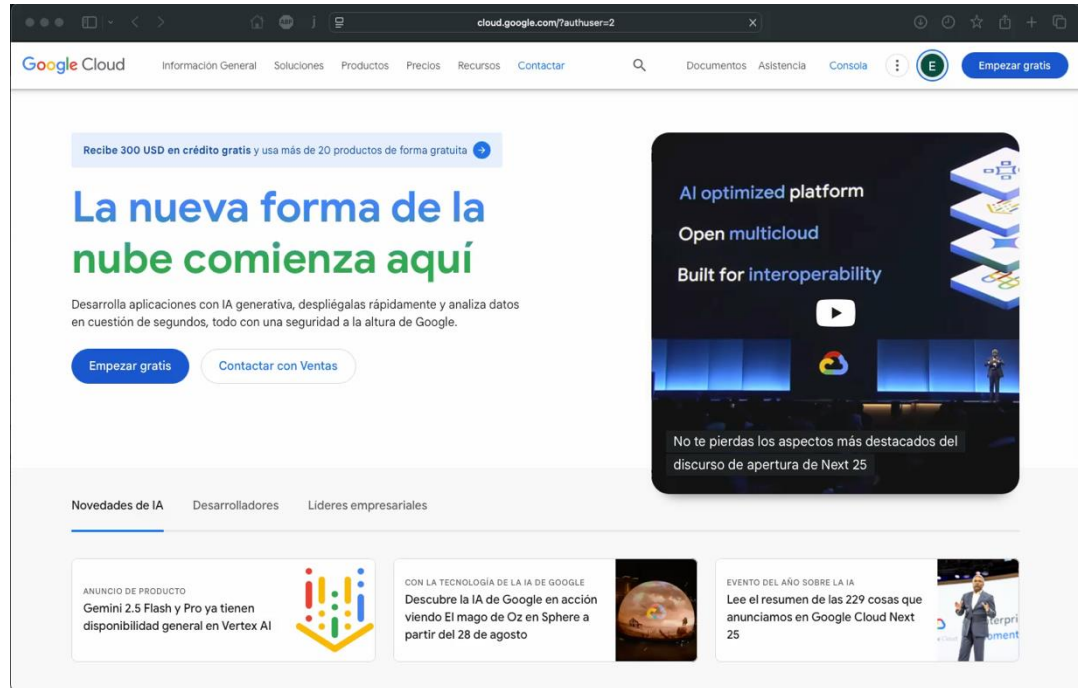 cloud.google.com/?authuser=2
Google Cloud
Información General
Soluciones
Productos
Precios
Recursos
Contactar
Documentos
Asistencia
Consola
E
Empezar gratis
Recibe 300 USD en crédito gratis y usa más de 20 productos de forma gratuita
La nueva forma de la
nube comienza aquí
Desarrolla aplicaciones con IA generativa, despliégalas rápidamente y analiza datos
en cuestión de segundos, todo con una seguridad a la altura de Google.
Empezar gratis
Contactar con Ventas
AI optimized platform
Open multicloud
Built for interoperability
No te pierdas los aspectos más destacados del
discurso de apertura de Next 25
Novedades de IA
Desarrolladores
Líderes empresariales
ANUNCIO DE PRODUCTO
Gemini 2.5 Flash y Pro ya tienen
disponibilidad general en Vertex AI
CON LA TECNOLOGÍA DE LA IA DE GOOGLE
Descubre la IA de Google en acción
viendo El mago de Oz en Sphere a
partir del 28 de agosto
EVENTO DEL AÑO SOBRE LA IA
Lee el resumen de las 229 cosas que
anunciamos en Google Cloud Next
25